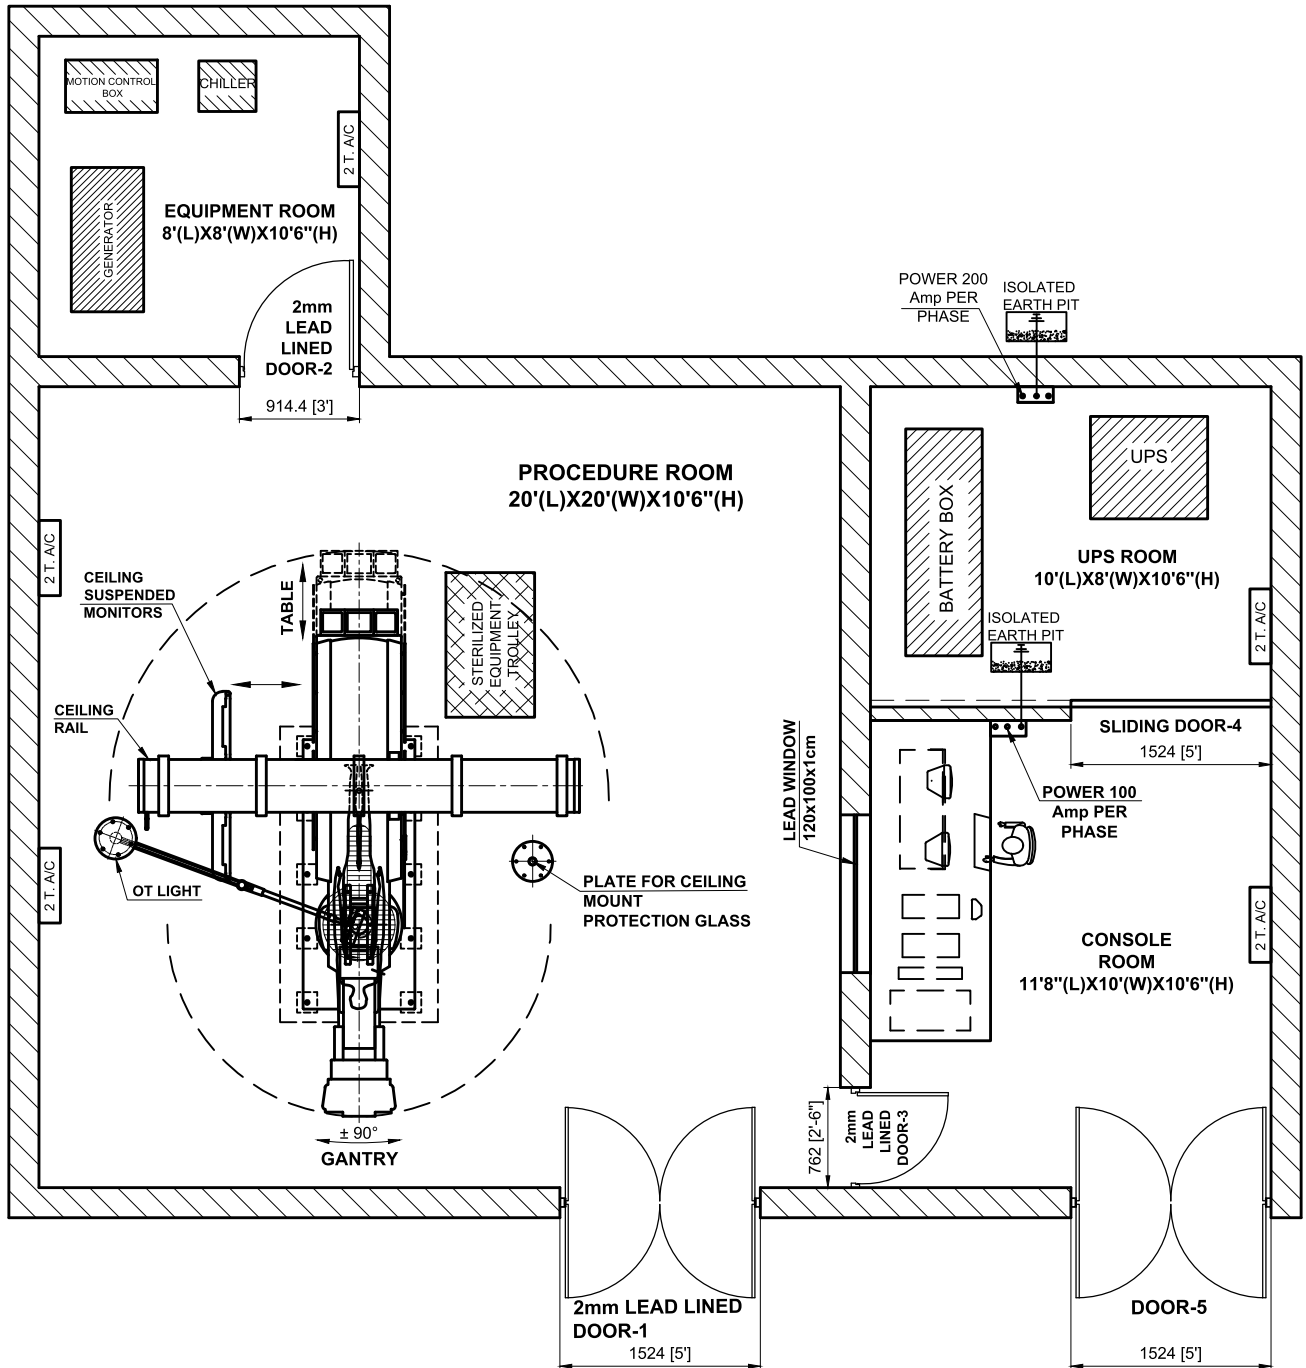 MOTION CONTROL
BOX
CHILLER
2 T. A/C
GENERATOR
EQUIPMENT ROOM
8'(L)X8'(W)X10'6"(H)
2mm
LEAD
LINED
DOOR-2
914.4 [3']
POWER 200
Amp PER
PHASE
ISOLATED
EARTH PIT
PROCEDURE ROOM
20'(L)X20'(W)X10'6"(H)
BATTERY BOX
UPS
UPS ROOM
10'(L)X8'(W)X10'6"(H)
2 T. A/C
CEILING
SUSPENDED
MONITORS
TABLE
STERILIZED
EQUIPMENT
TROLLEY
ISOLATED
EARTH PIT
2 T. A/C
CEILING
RAIL
LEAD WINDOW
120x100x1cm
SLIDING DOOR-4
1524 [5']
POWER 100
Amp PER
PHASE
2 T. A/C
OT LIGHT
PLATE FOR CEILING
MOUNT
PROTECTION GLASS
2 T. A/C
CONSOLE
ROOM
11'8"(L)X10'(W)X10'6"(H)
± 90°
GANTRY
762 [2'-6"]
2mm
LEAD
LINED
DOOR-3
2mm LEAD LINED
DOOR-1
1524 [5']
DOOR-5
1524 [5']